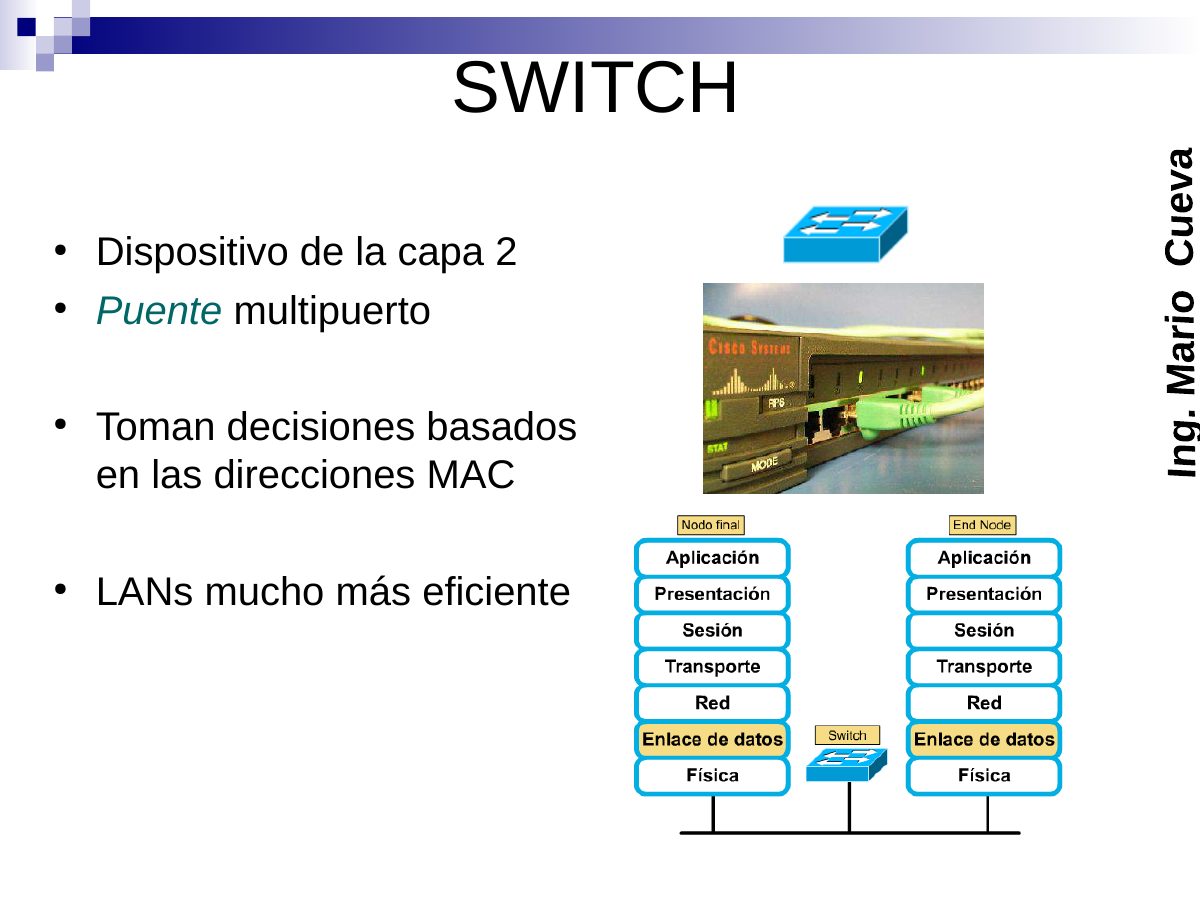 SWITCH
Dispositivo de la capa 2
Puente multipuerto
Toman decisiones basados
en las direcciones MAC
LANs mucho más eficiente
Ing. Mario Cueva
CISCO SYSTEMS
RPS
STAT
MODE
Nodo final
Aplicación
Presentación
Sesión
Transporte
Red
Enlace de datos
Física
Switch
End Node
Aplicación
Presentación
Sesión
Transporte
Red
Enlace de datos
Física